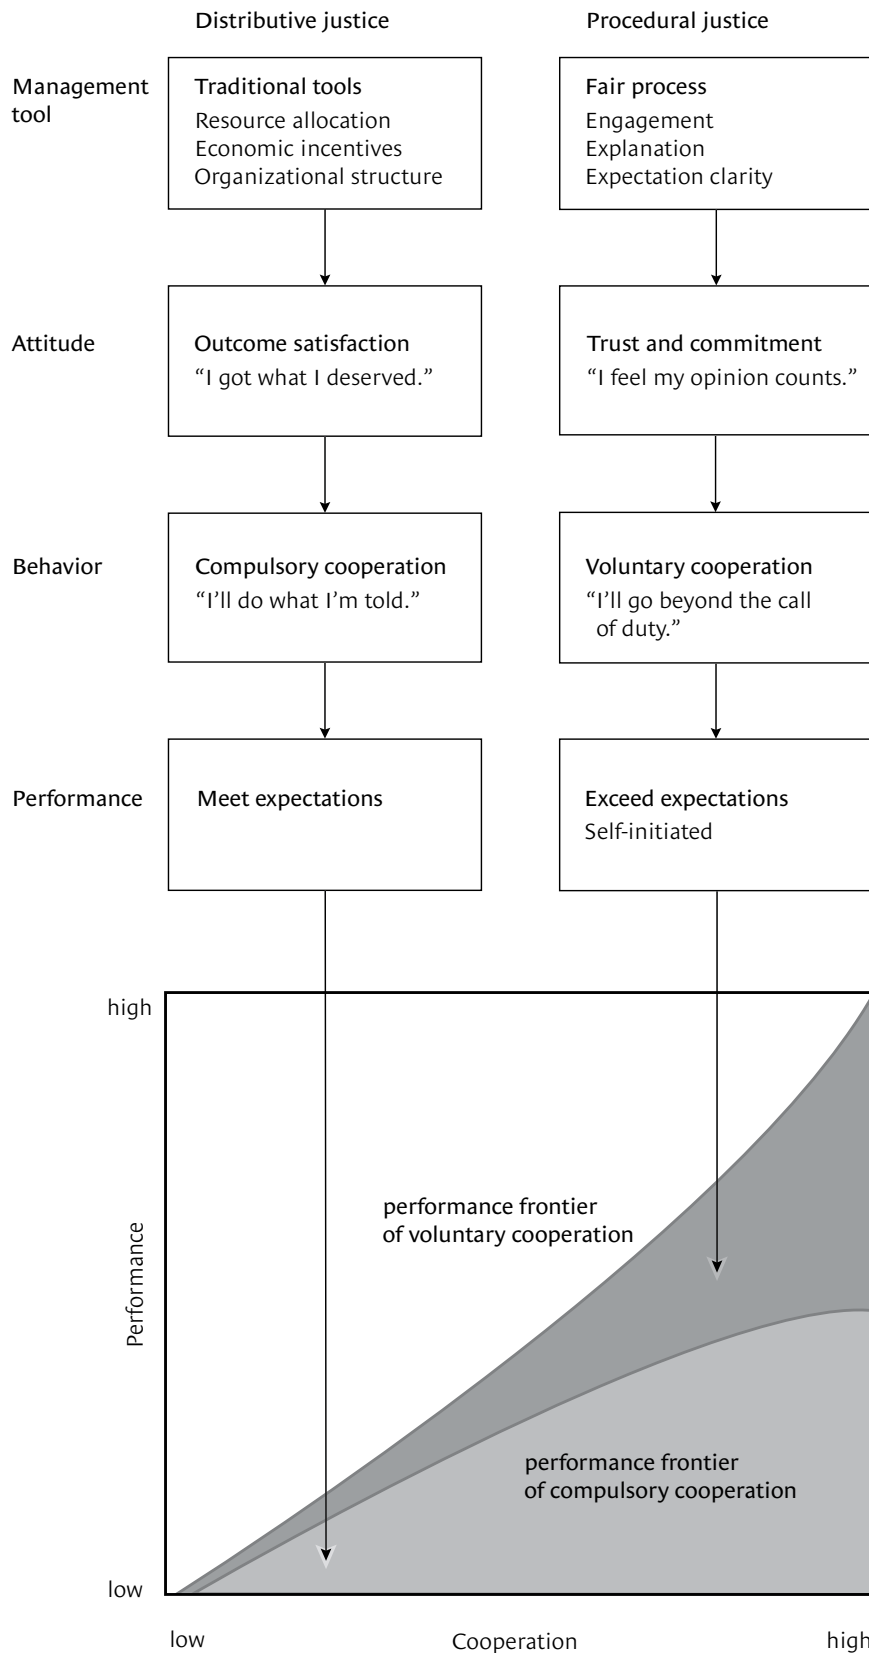 Distributive justice
Procedural justice
Management
tool
Traditional tools
Resource allocation
Economic incentives
Organizational structure
Fair process
Engagement
Explanation
Expectation clarity
Attitude
Outcome satisfaction
“I got what I deserved.”
Trust and commitment
“I feel my opinion counts.”
Behavior
Compulsory cooperation
“I’ll do what I’m told.”
Voluntary cooperation
“I’ll go beyond the call
of duty.”
Performance
Meet expectations
Exceed expectations
Self-initiated
high
performance frontier
of voluntary cooperation
Performance
performance frontier
of compulsory cooperation
low
low
Cooperation
high